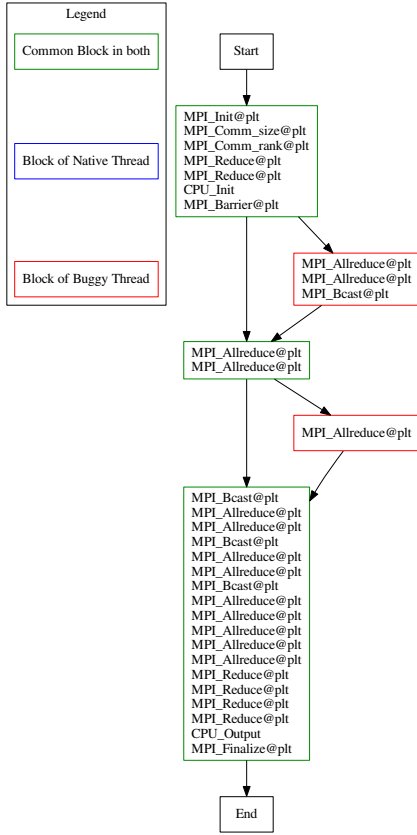 Legend
Common Block in both
Block of Native Thread
Block of Buggy Thread
Start
MPI_Init@plt
MPI_Comm_size@plt
MPI_Comm_rank@plt
MPI_Reduce@plt
MPI_Reduce@plt
CPU_Init
MPI_Barrier@plt
MPI_Allreduce@plt
MPI_Allreduce@plt
MPI_Bcast@plt
MPI_Allreduce@plt
MPI_Allreduce@plt
MPI_Allreduce@plt
MPI_Bcast@plt
MPI_Allreduce@plt
MPI_Allreduce@plt
MPI_Bcast@plt
MPI_Allreduce@plt
MPI_Allreduce@plt
MPI_Bcast@plt
MPI_Allreduce@plt
MPI_Allreduce@plt
MPI_Allreduce@plt
MPI_Allreduce@plt
MPI_Allreduce@plt
MPI_Reduce@plt
MPI_Reduce@plt
MPI_Reduce@plt
MPI_Reduce@plt
CPU_Output
MPI_Finalize@plt
End